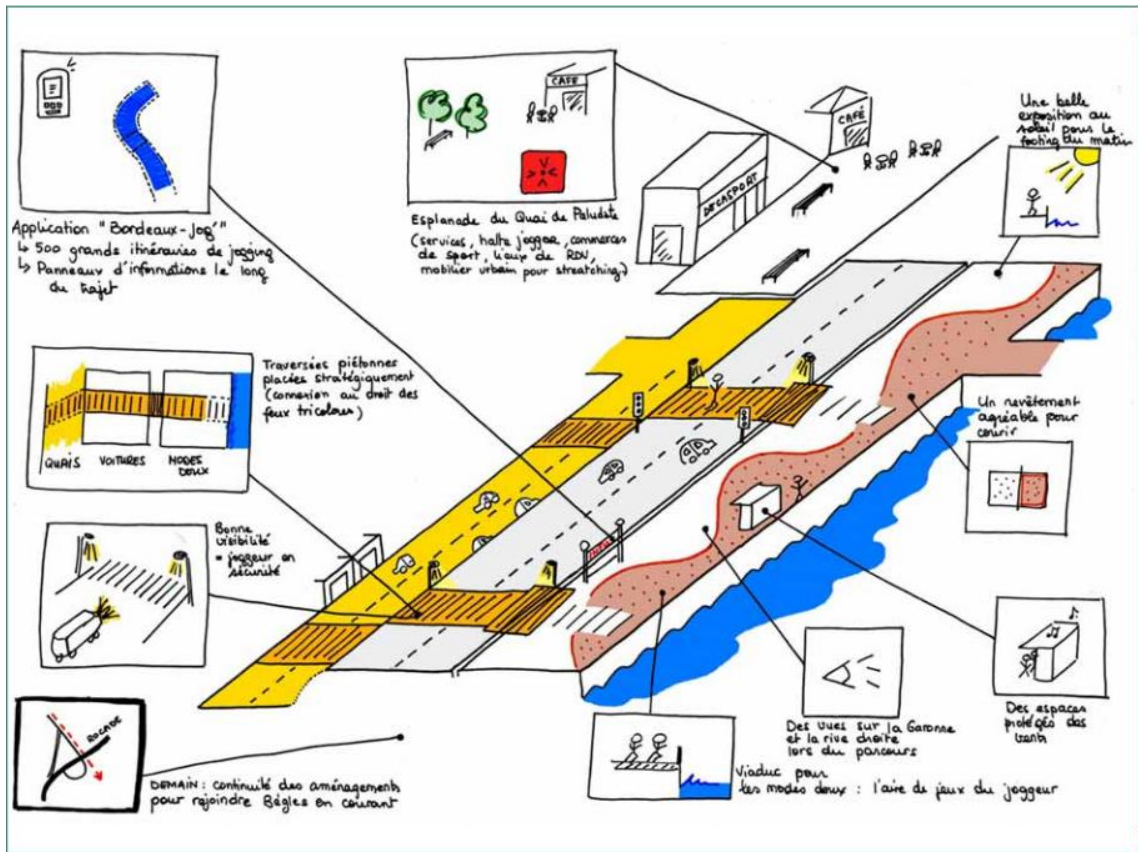 Application "Bordeaux-Jog'"
↳ 500 grands itinéraires de jogging
↳ Panneaux d'informations le long
du trajet
CAFE
Esplanade du Quai de Paludate
(services, halte joggeur, commerces
de sport, lieux de RDV,
mobilier urbain pour streatching)
DECASPORT
CAFÉ
Une belle
exposition au
soleil pour le
footing du matin
Traversées piétonnes
placées stratégiquement
(connexion au droit des
feux tricolores)
QUAIS
VOITURES
MODES
DOUX
Un revêtement
agréable pour
courir
Bonne
visibilité
= joggeur en
sécurité
ROCADE
DEMAIN : continuité des aménagements
pour rejoindre Bègles en courant
Viaduc pour
les modes doux : l'aire de jeux du joggeur
Des vues sur la Garonne
et la rive droite
lors du parcours
Des espaces
protégés des
vents